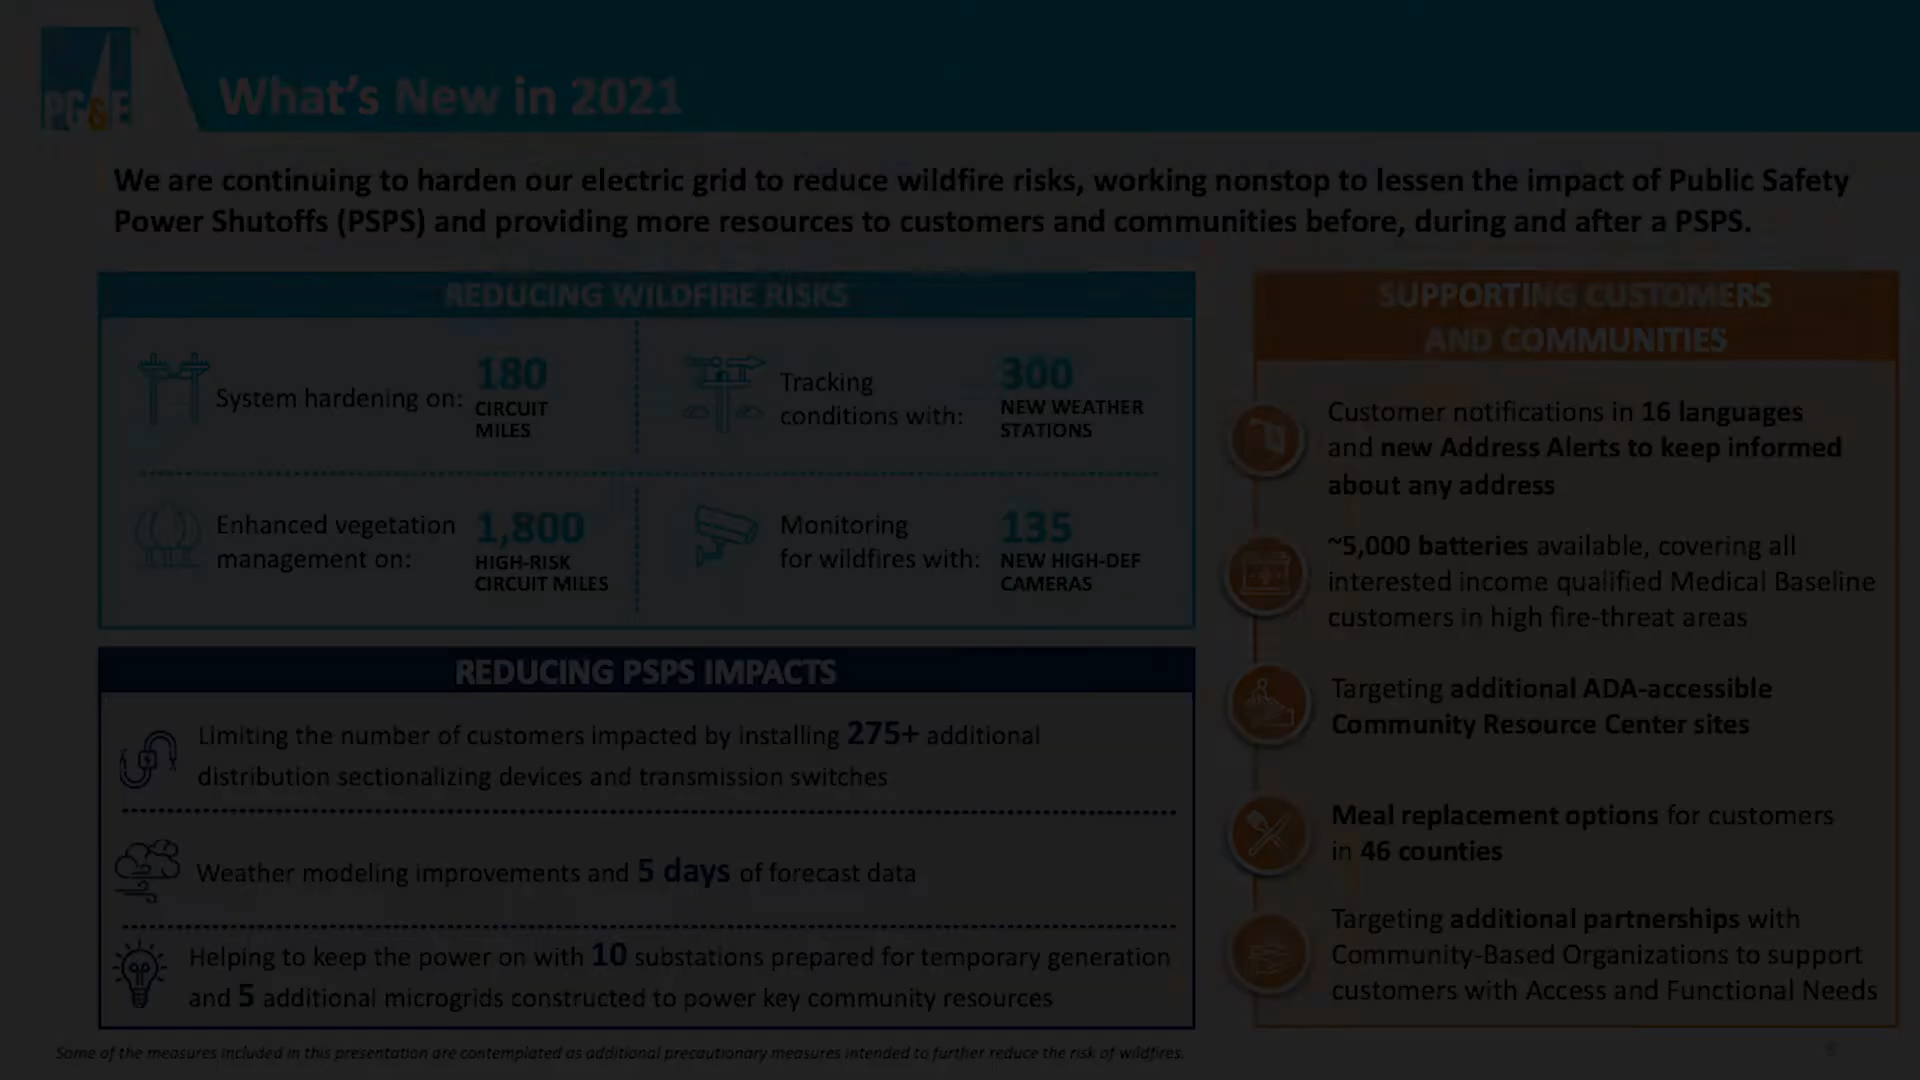 PG&E
What's New in 2021
We are continuing to harden our electric grid to reduce wildfire risks, working nonstop to lessen the impact of Public Safety
Power Shutoffs (PSPS) and providing more resources to customers and communities before, during and after a PSPS.
REDUCING WILDFIRE RISKS
System hardening on:
180
CIRCUIT
MILES
Tracking
conditions with:
300
NEW WEATHER
STATIONS
Enhanced vegetation
management on:
1,800
HIGH-RISK
CIRCUIT MILES
Monitoring
for wildfires with:
135
NEW HIGH-DEF
CAMERAS
REDUCING PSPS IMPACTS
Limiting the number of customers impacted by installing 275+ additional
distribution sectionalizing devices and transmission switches
Weather modeling improvements and 5 days of forecast data
Helping to keep the power on with 10 substations prepared for temporary generation
and 5 additional microgrids constructed to power key community resources
SUPPORTING CUSTOMERS
AND COMMUNITIES
Customer notifications in 16 languages
and new Address Alerts to keep informed
about any address
~5,000 batteries available, covering all
interested income qualified Medical Baseline
customers in high fire-threat areas
Targeting additional ADA-accessible
Community Resource Center sites
Meal replacement options for customers
in 46 counties
Targeting additional partnerships with
Community-Based Organizations to support
customers with Access and Functional Needs
Some of the measures included in this presentation are contemplated as additional precautionary measures intended to further reduce the risk of wildfires.